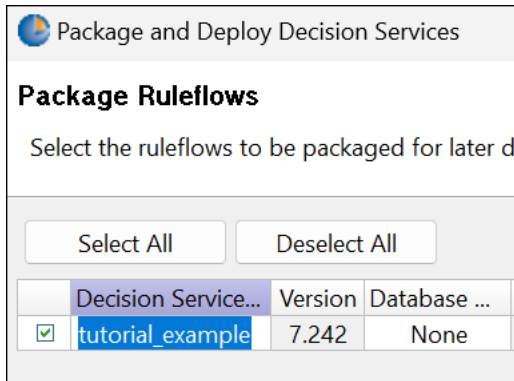 Package and Deploy Decision Services
Package Ruleflows
Select the ruleflows to be packaged for later d
Select All Deselect All
Decision Service... Version Database ...
tutorial_example 7.242 None